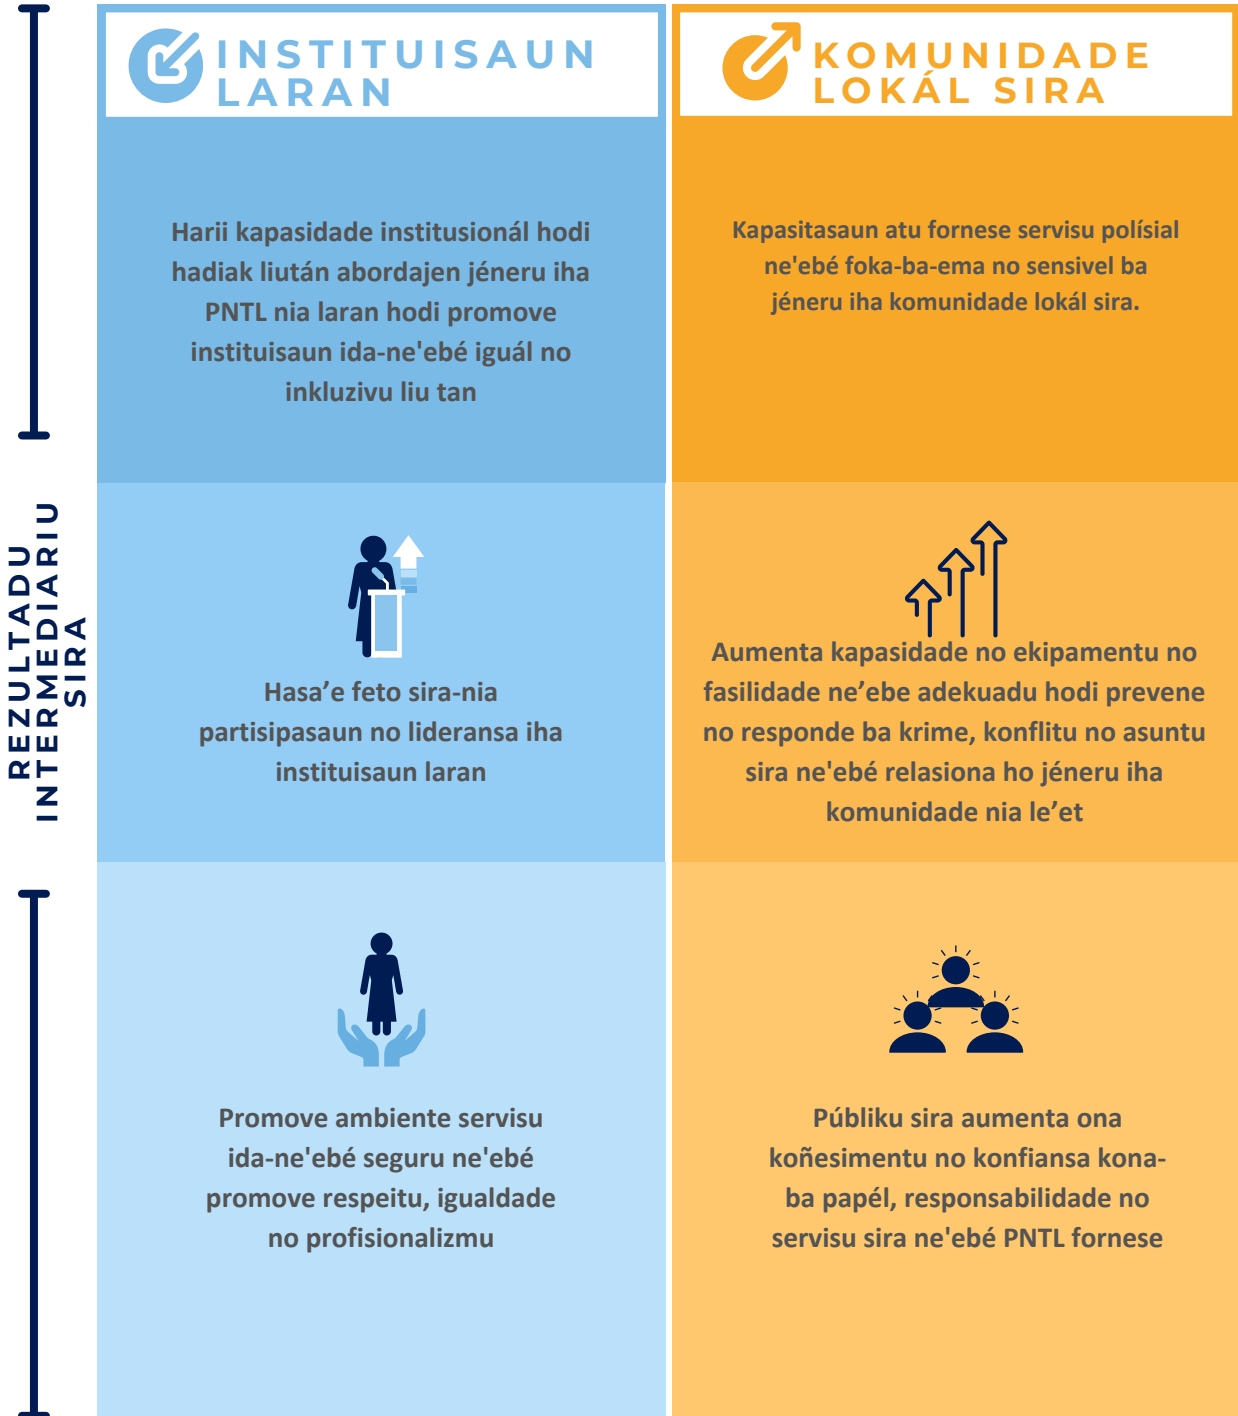 INSTITUISAUN
LARAN
Harii kapasidade institusionál hodi
hadiak liután abordajen jéneru iha
PNTL nia laran hodi promove
instituisaun ida-ne'ebé iguál no
inkluzivu liu tan
KOMUNIDADE
LOKÁL SIRA
Kapasitasaun atu fornese servisu polísial
ne'ebé foka-ba-ema no sensivel ba
jéneru iha komunidade lokál sira.
REZULTADU
INTERMEDIARIU
SIRA
Hasa’e feto sira-nia
partisipasaun no lideransa iha
instituisaun laran
Aumenta kapasidade no ekipamentu no
fasilidade ne’ebe adekuadu hodi prevene
no responde ba krime, konflitu no asuntu
sira ne'ebé relasiona ho jéneru iha
komunidade nia le’et
Promove ambiente servisu
ida-ne'ebé seguru ne'ebé
promove respeitu, igualdade
no profisionalizmu
Públiku sira aumenta ona
koñesimentu no konfiansa kona-
ba papél, responsabilidade no
servisu sira ne'ebé PNTL fornese